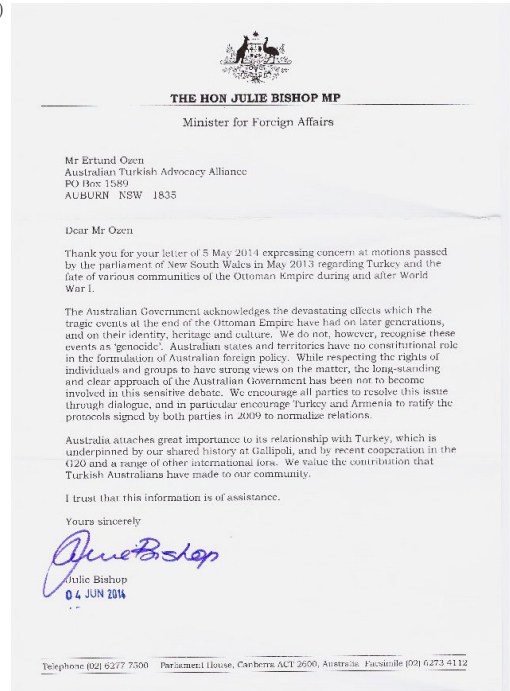 )
THE HON JULIE BISHOP MP
Minister for Foreign Affairs
Mr Ertund Ozen
Australian Turkish Advocacy Alliance
PO Box 1589
AUBURN NSW 1835
Dear Mr Ozen
Thank you for your letter of 5 May 2014 expressing concern at motions passed
by the parliament of New South Wales in May 2013 regarding Turkey and the
fate of various communities of the Ottoman Empire during and after World
War I.
The Australian Government acknowledges the devastating effects which the
tragic events at the end of the Ottoman Empire have had on later generations,
and on their identity, heritage and culture. We do not, however, recognise these
events as 'genocide'. Australian states and territories have no constitutional role
in the formulation of Australian foreign policy. While respecting the rights of
individuals and groups to have strong views on the matter, the long-standing
and clear approach of the Australian Government has been not to become
involved in this sensitive debate. We encourage all parties to resolve this issue
through dialogue, and in particular encourage Turkey and Armenia to ratify the
protocols signed by both parties in 2009 to normalize relations.
Australia attaches great importance to its relationship with Turkey, which is
underpinned by our shared history at Gallipoli, and by recent cooperation in the
G20 and a range of other international fora. We value the contribution that
Turkish Australians have made to our community.
I trust that this information is of assistance.
Yours sincerely
Julie Bishop
Julie Bishop
04 JUN 2014
Telephone (02) 6277 7500 Parliament House, Canberra ACT 2600, Australia Facsimile (02) 6273 4112